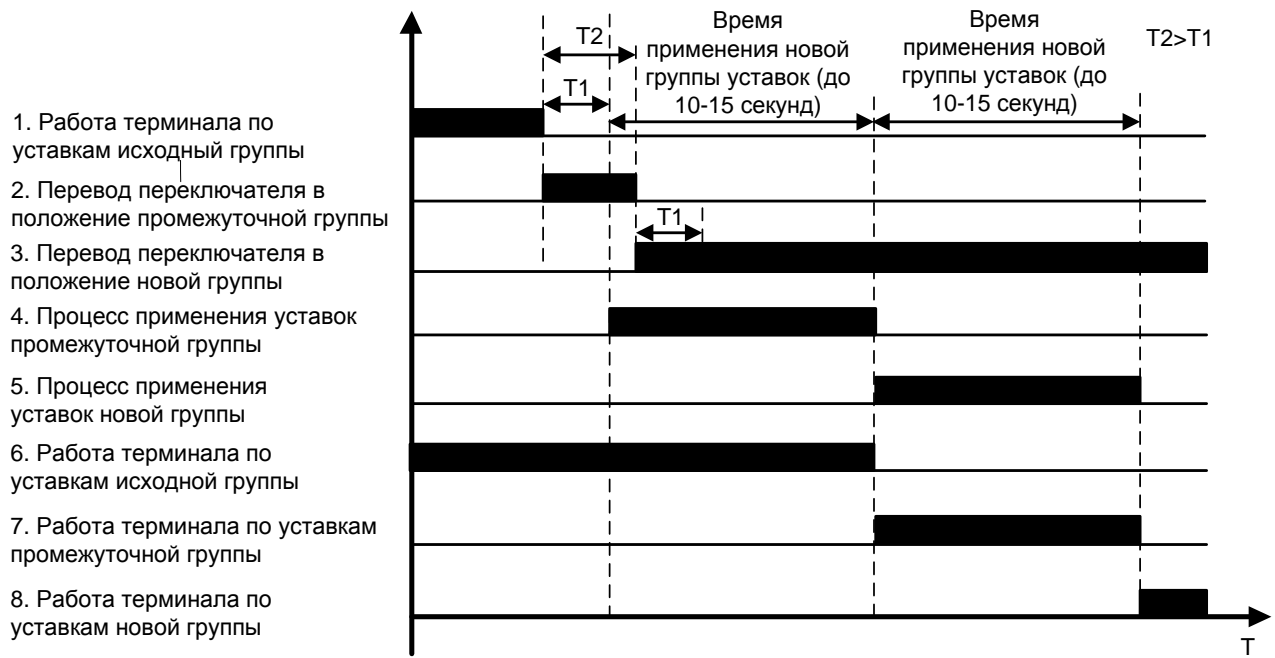 Время
применения новой
группы уставок (до
10-15 секунд)
Время
применения новой
группы уставок (до
10-15 секунд)
T2>T1
T2
T1
1. Работа терминала по
уставкам исходный группы
2. Перевод переключателя в
положение промежуточной группы
T1
3. Перевод переключателя в
положение новой группы
4. Процесс применения уставок
промежуточной группы
5. Процесс применения
уставок новой группы
6. Работа терминала по
уставкам исходной группы
7. Работа терминала по уставкам
промежуточной группы
8. Работа терминала по
уставкам новой группы
T